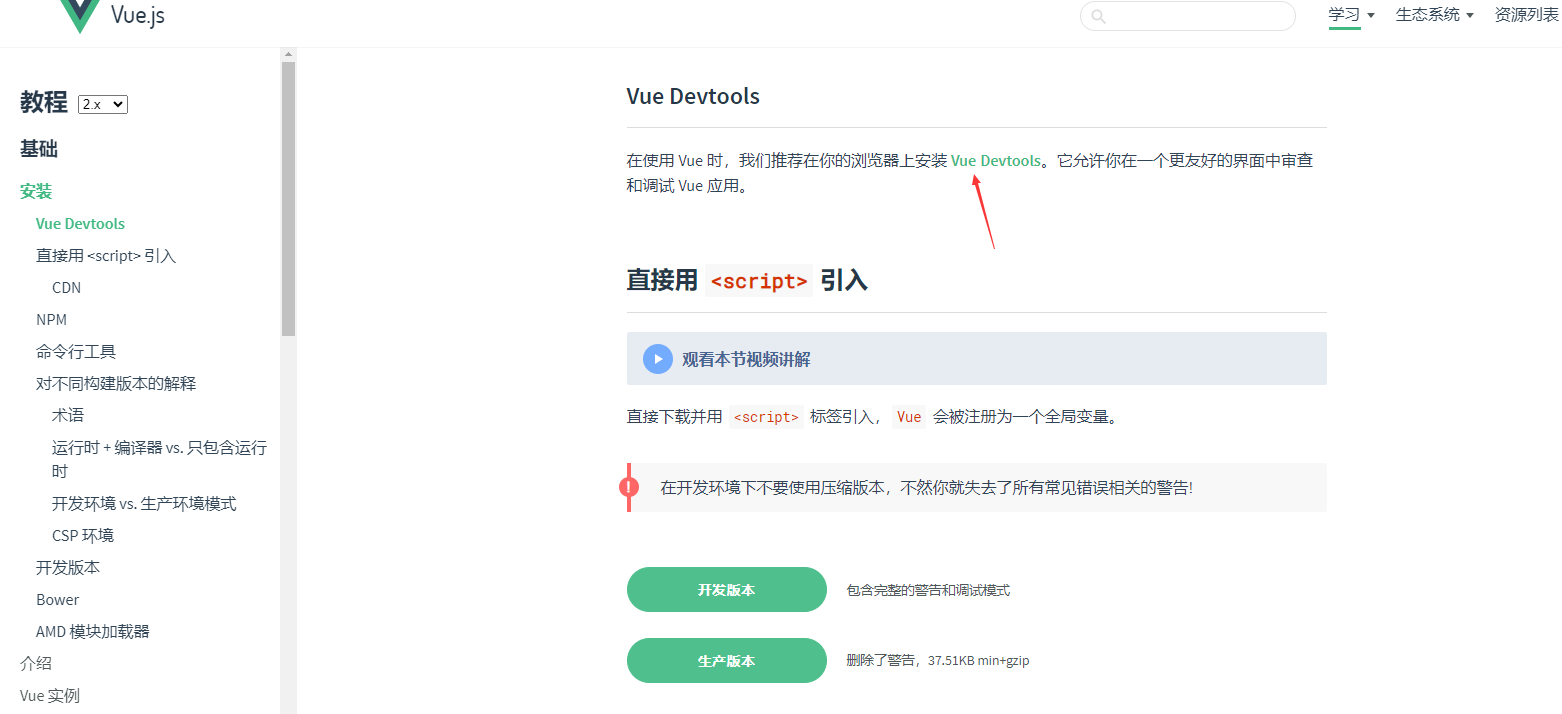 Vue.js
学习
生态系统
资源列表
教程 2.x
基础
安装
Vue Devtools
直接用 <script> 引入
CDN
NPM
命令行工具
对不同构建版本的解释
术语
运行时 + 编译器 vs. 只包含运行
时
开发环境 vs. 生产环境模式
CSP 环境
开发版本
Bower
AMD 模块加载器
介绍
Vue 实例
Vue Devtools
在使用 Vue 时，我们推荐在你的浏览器上安装 Vue Devtools。它允许你在一个更友好的界面中审查
和调试 Vue 应用。
直接用 <script> 引入
观看本节视频讲解
直接下载并用 <script> 标签引入，Vue 会被注册为一个全局变量。
在开发环境下不要使用压缩版本，不然你就失去了所有常见错误相关的警告!
开发版本 包含完整的警告和调试模式
生产版本 删除了警告，37.51KB min+gzip